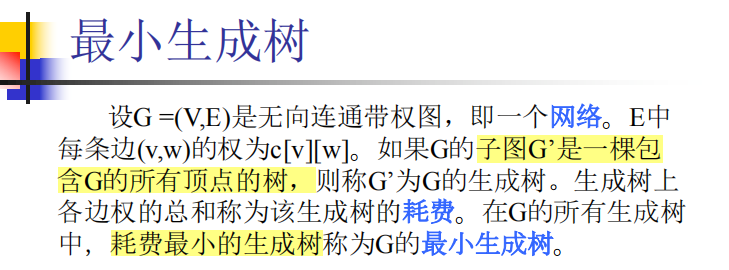 最小生成树
设G =(V,E)是无向连通带权图，即一个网络。E中
每条边(v,w)的权为c[v][w]。如果G的子图G’是一棵包
含G的所有顶点的树，则称G’为G的生成树。生成树上
各边权的总和称为该生成树的耗费。在G的所有生成树
中，耗费最小的生成树称为G的最小生成树。